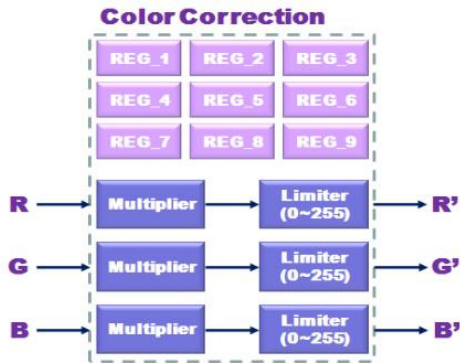 Color Correction
REG_1 REG_2 REG_3
REG_4 REG_5 REG_6
REG_7 REG_8 REG_9
R Multiplier Limiter R’
(0~255)
G Multiplier Limiter G’
(0~255)
B Multiplier Limiter B’
(0~255)